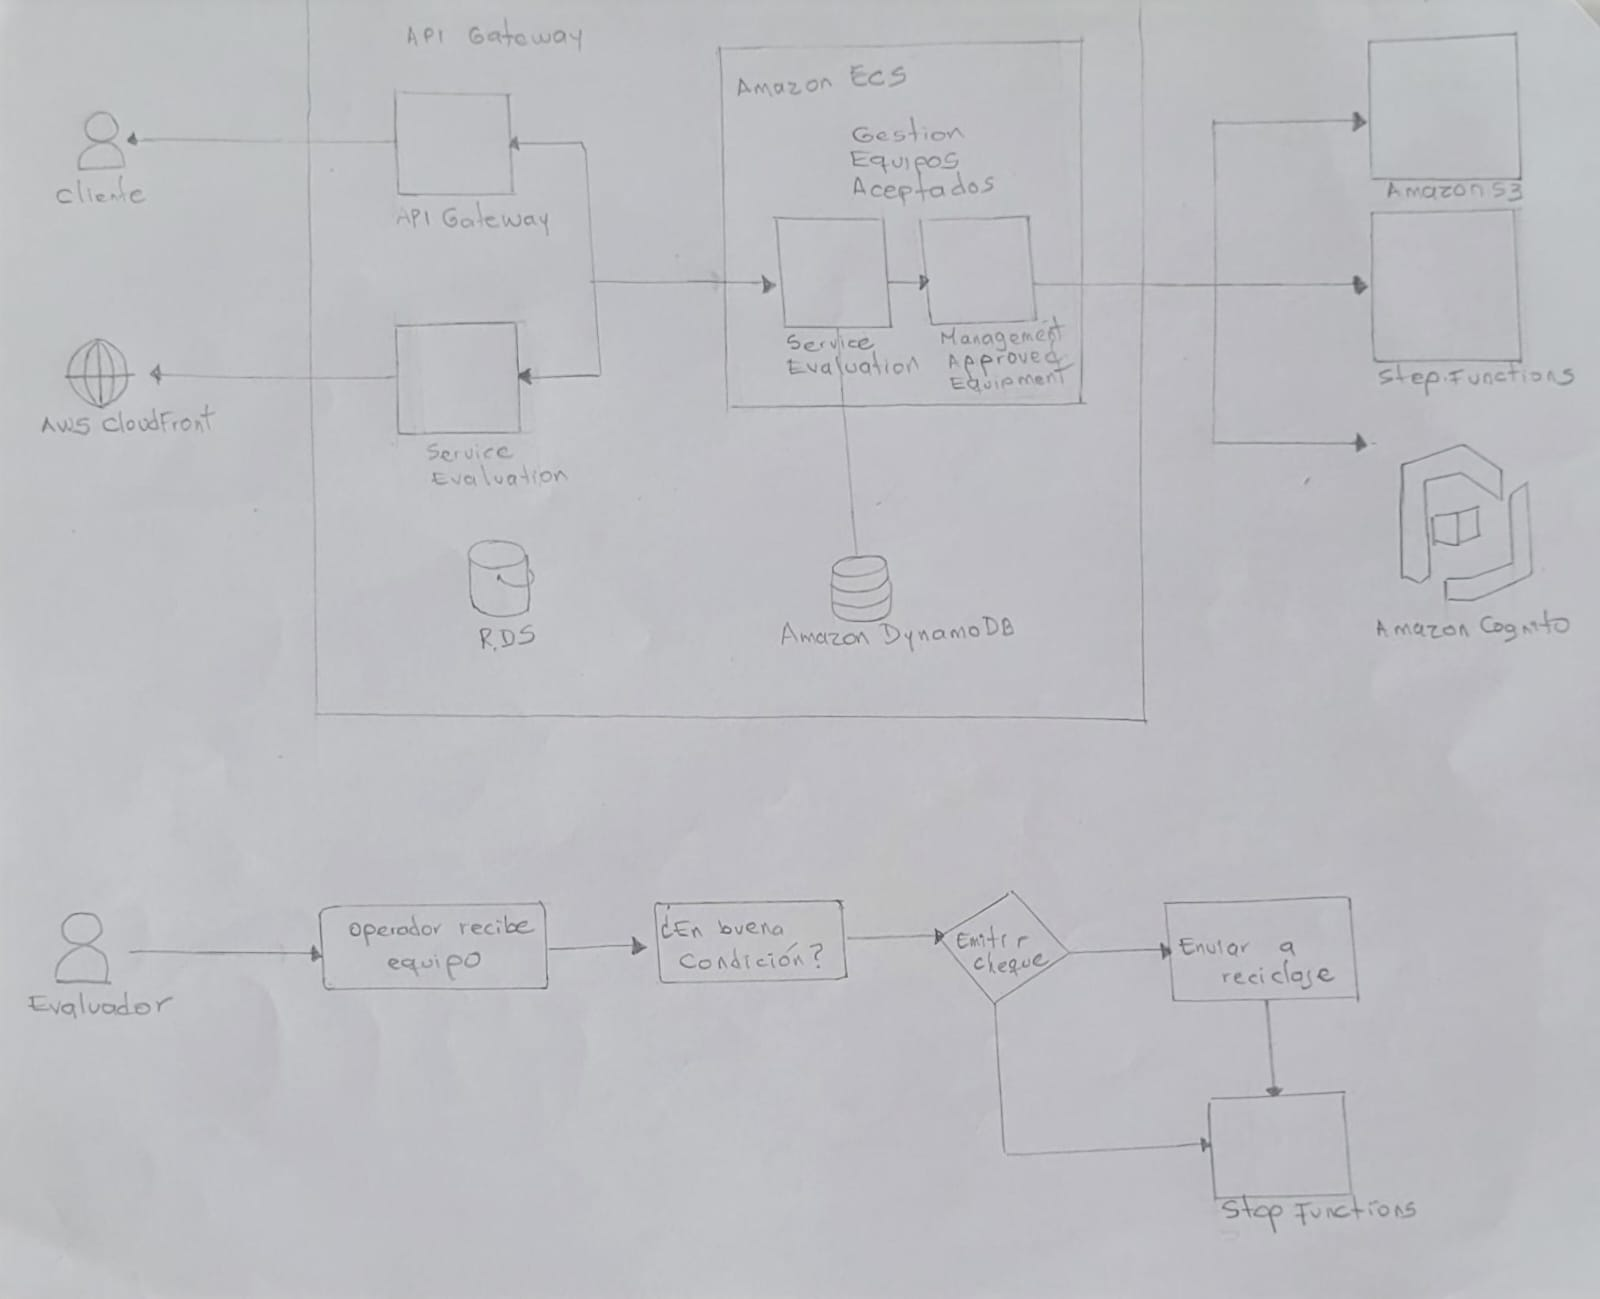 API Gateway
Amazon ECS
Gestion
Equipos
Aceptados
Cliente
API Gateway
Amazon S3
Service
Evaluation
Management
Approved
Equipment
Step.Functions
AWS CloudFront
Service
Evaluation
R.DS
Amazon DynamoDB
Amazon Cognito
operador recibe
equipo
¿En buena
Condición?
Emitir
cheque
Enviar a
reciclaje
Evaluador
Step Functions